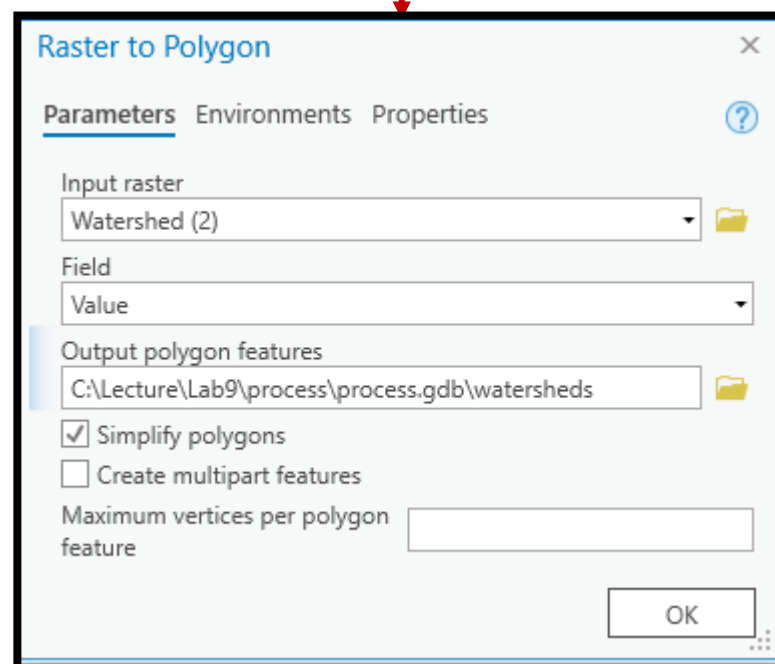 Raster to Polygon
Parameters Environments Properties
?
Input raster
Watershed (2)
Field
Value
Output polygon features
C:\Lecture\Lab9\process\process.gdb\watersheds
Simplify polygons
Create multipart features
Maximum vertices per polygon
feature
OK